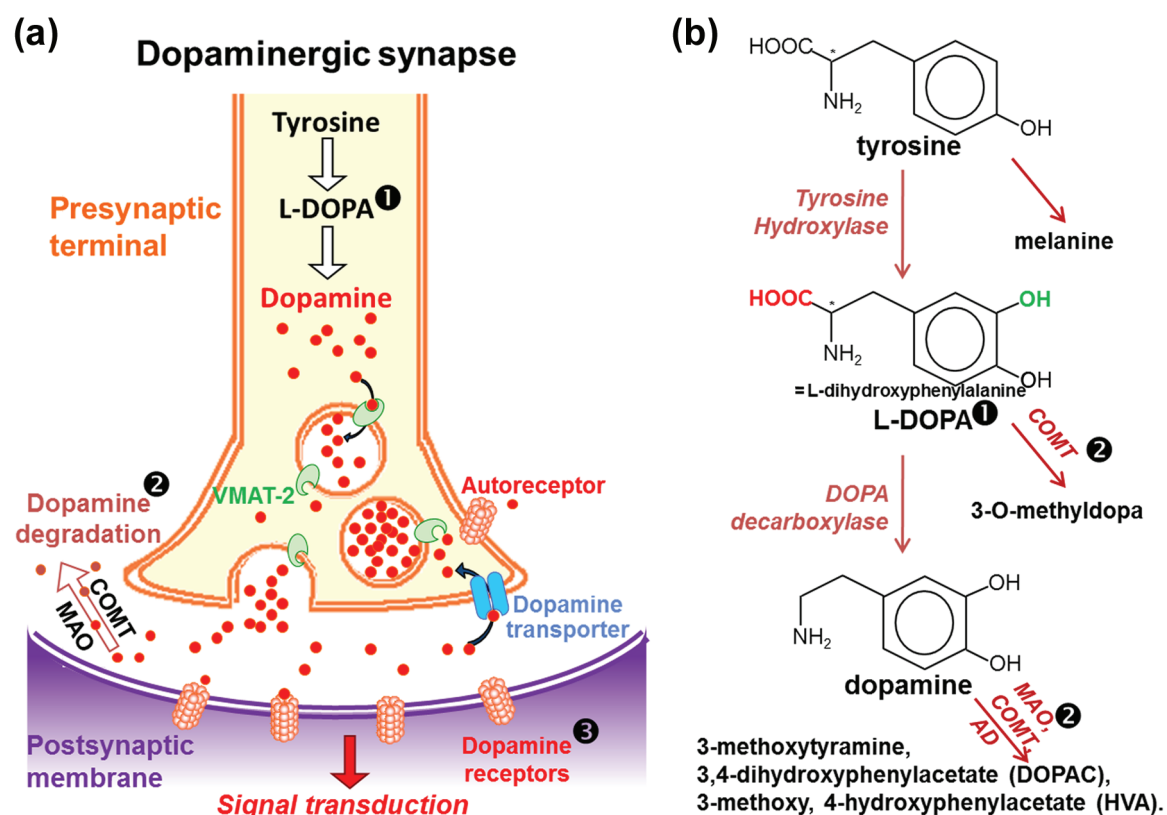 (a)
Dopaminergic synapse
Tyrosine
L-DOPA❶
Dopamine
Presynaptic
terminal
VMAT-2
Autoreceptor
Dopamine❷
degradation
COMT
MAO
Dopamine
transporter
Postsynaptic
membrane
Dopamine❸
receptors
Signal transduction
(b)
HOOC
*
NH2
OH
tyrosine
Tyrosine
Hydroxylase
melanine
HOOC
*
OH
NH2
OH
=L-dihydroxyphenylalanine
L-DOPA❶
COMT
❷
DOPA
decarboxylase
3-O-methyldopa
OH
NH2
OH
dopamine
MAO,
COMT,
AD
❷
3-methoxytyramine,
3,4-dihydroxyphenylacetate (DOPAC),
3-methoxy, 4-hydroxyphenylacetate (HVA).